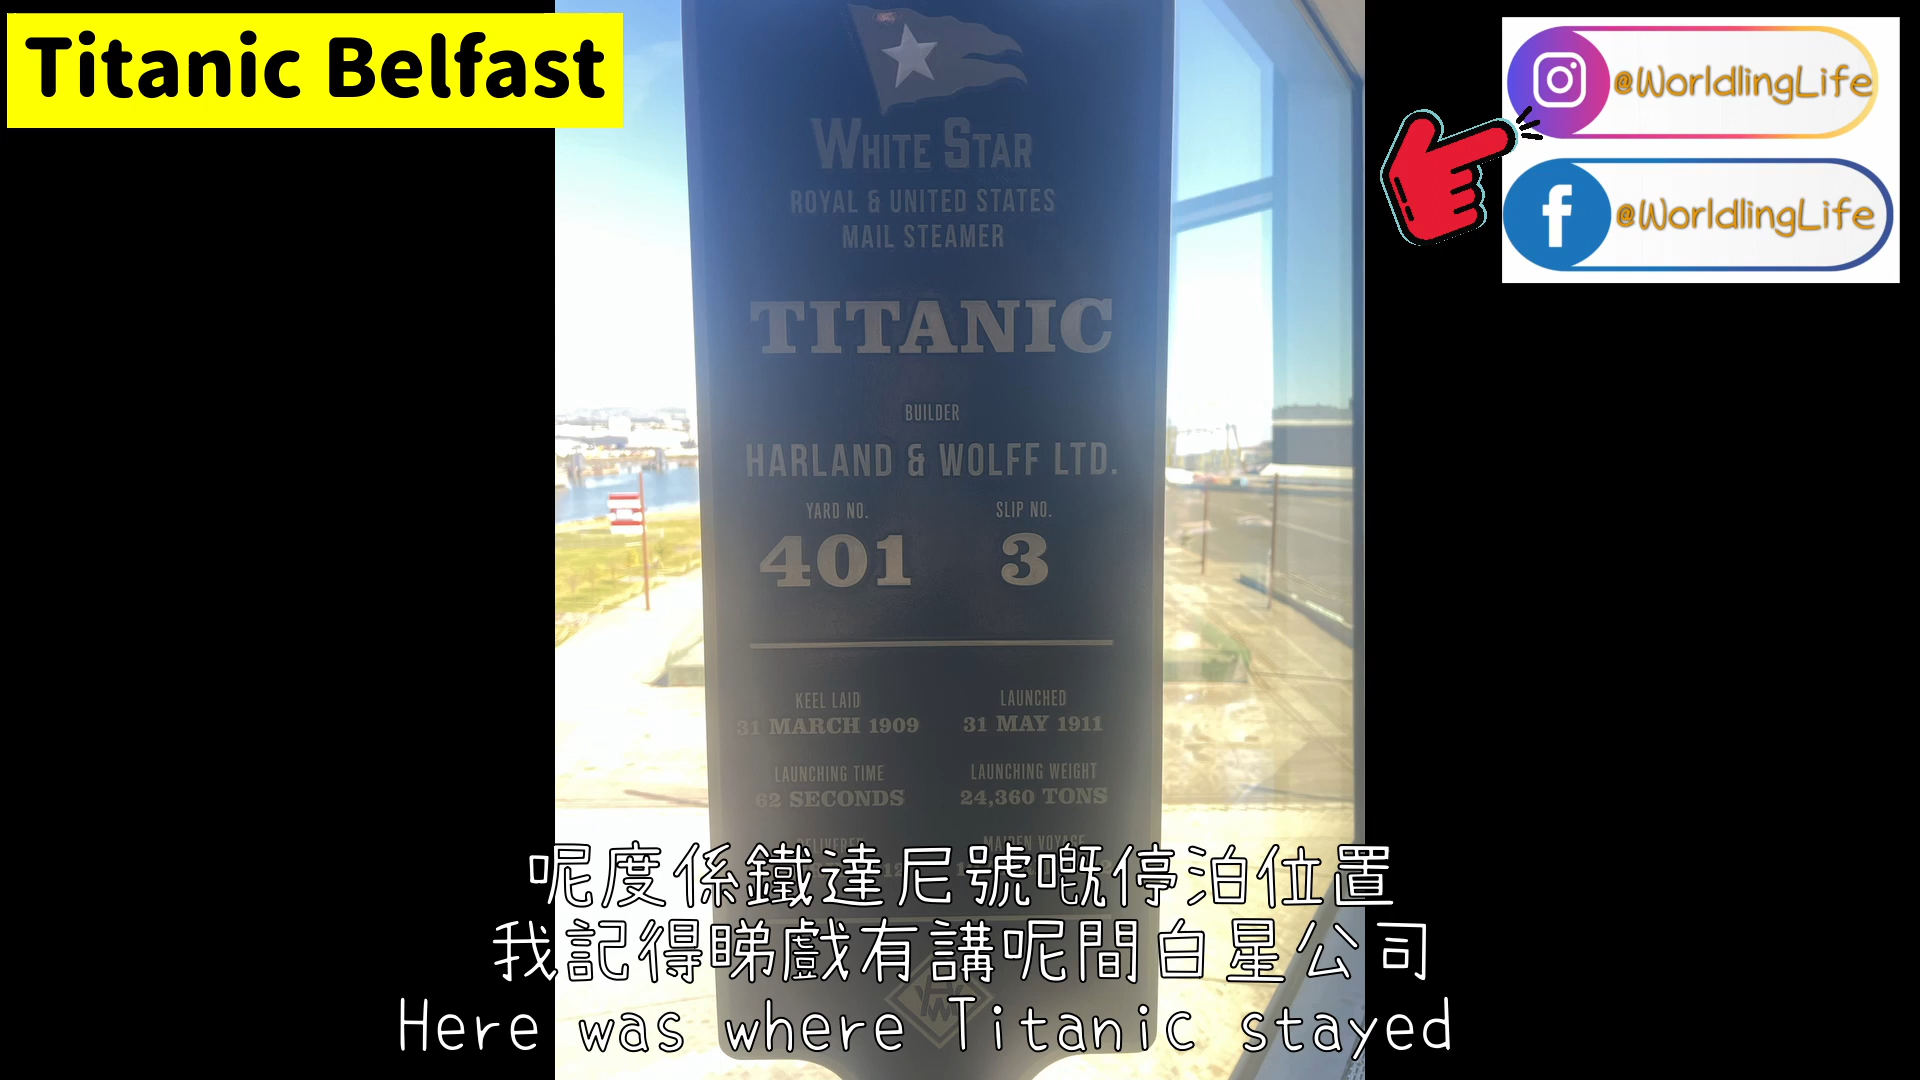 Titanic Belfast
@WorldlingLife
@WorldlingLife
WHITE STAR
ROYAL & UNITED STATES
MAIL STEAMER
TITANIC
BUILDER
HARLAND & WOLFF LTD.
YARD NO. SLIP NO.
401 3
KEEL LAID LAUNCHED
31 MARCH 1909 31 MAY 1911
LAUNCHING TIME LAUNCHING WEIGHT
62 SECONDS 24,360 TONS
DELIVERED MAIDEN VOYAGE
呢度係鐵達尼號嘅停泊位置
我記得睇戲有講呢間白星公司
Here was where Titanic stayed